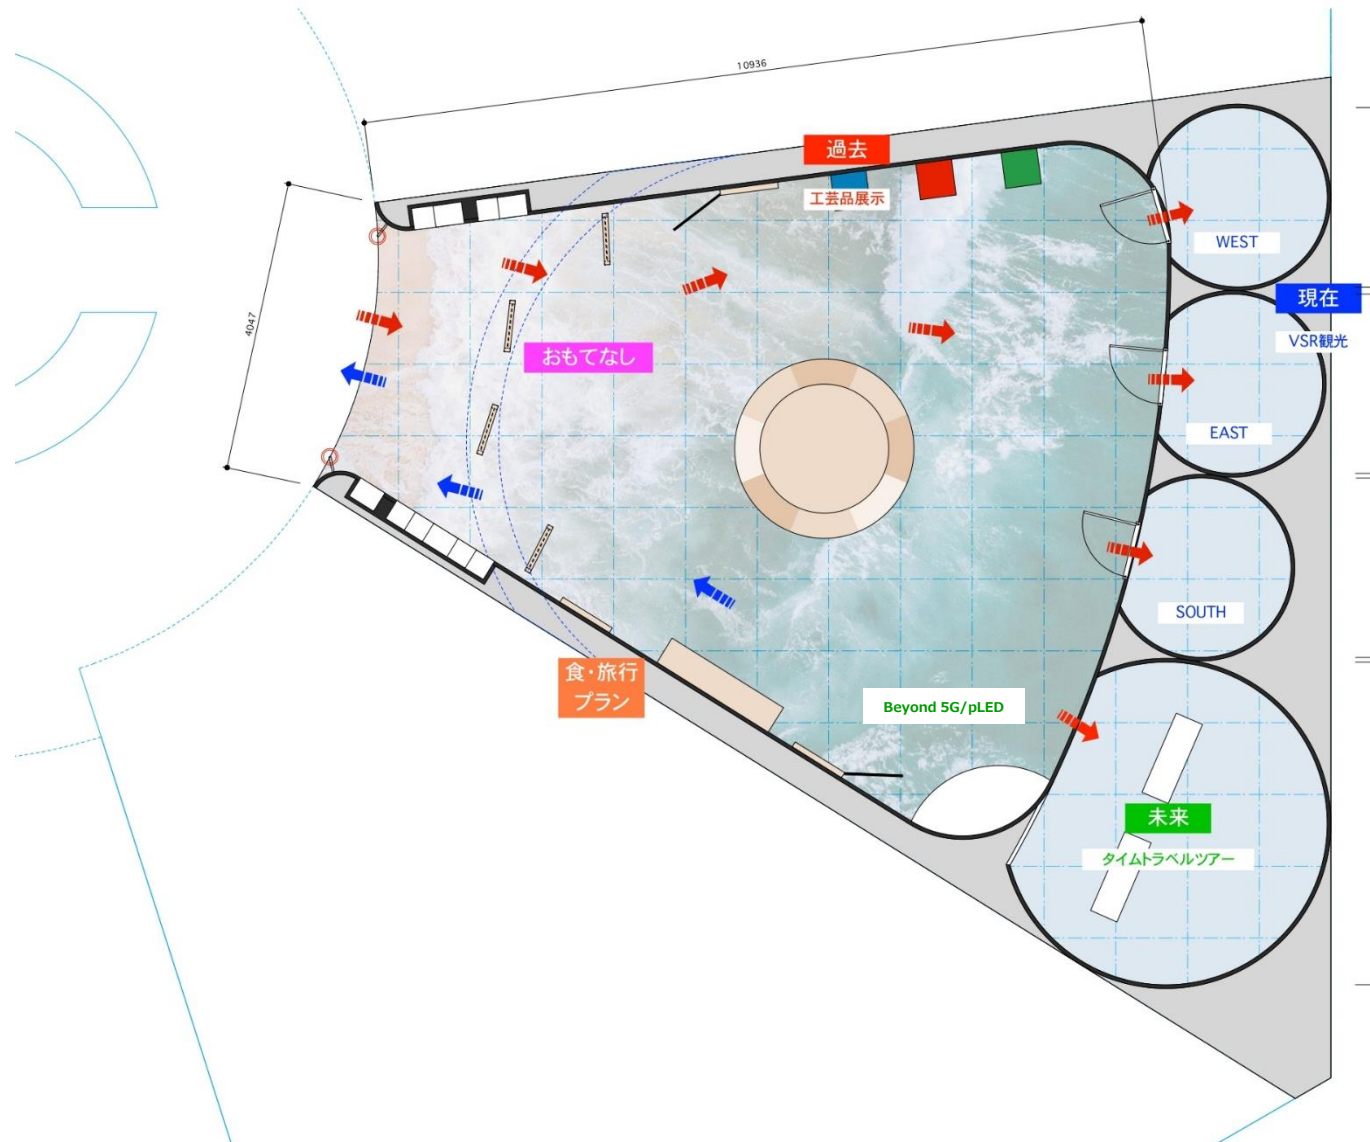 10936
過去
工芸品展示
WEST
現在
VSR観光
4047
おもてなし
EAST
SOUTH
食・旅行
プラン
Beyond 5G/pLED
未来
タイムトラベルツアー